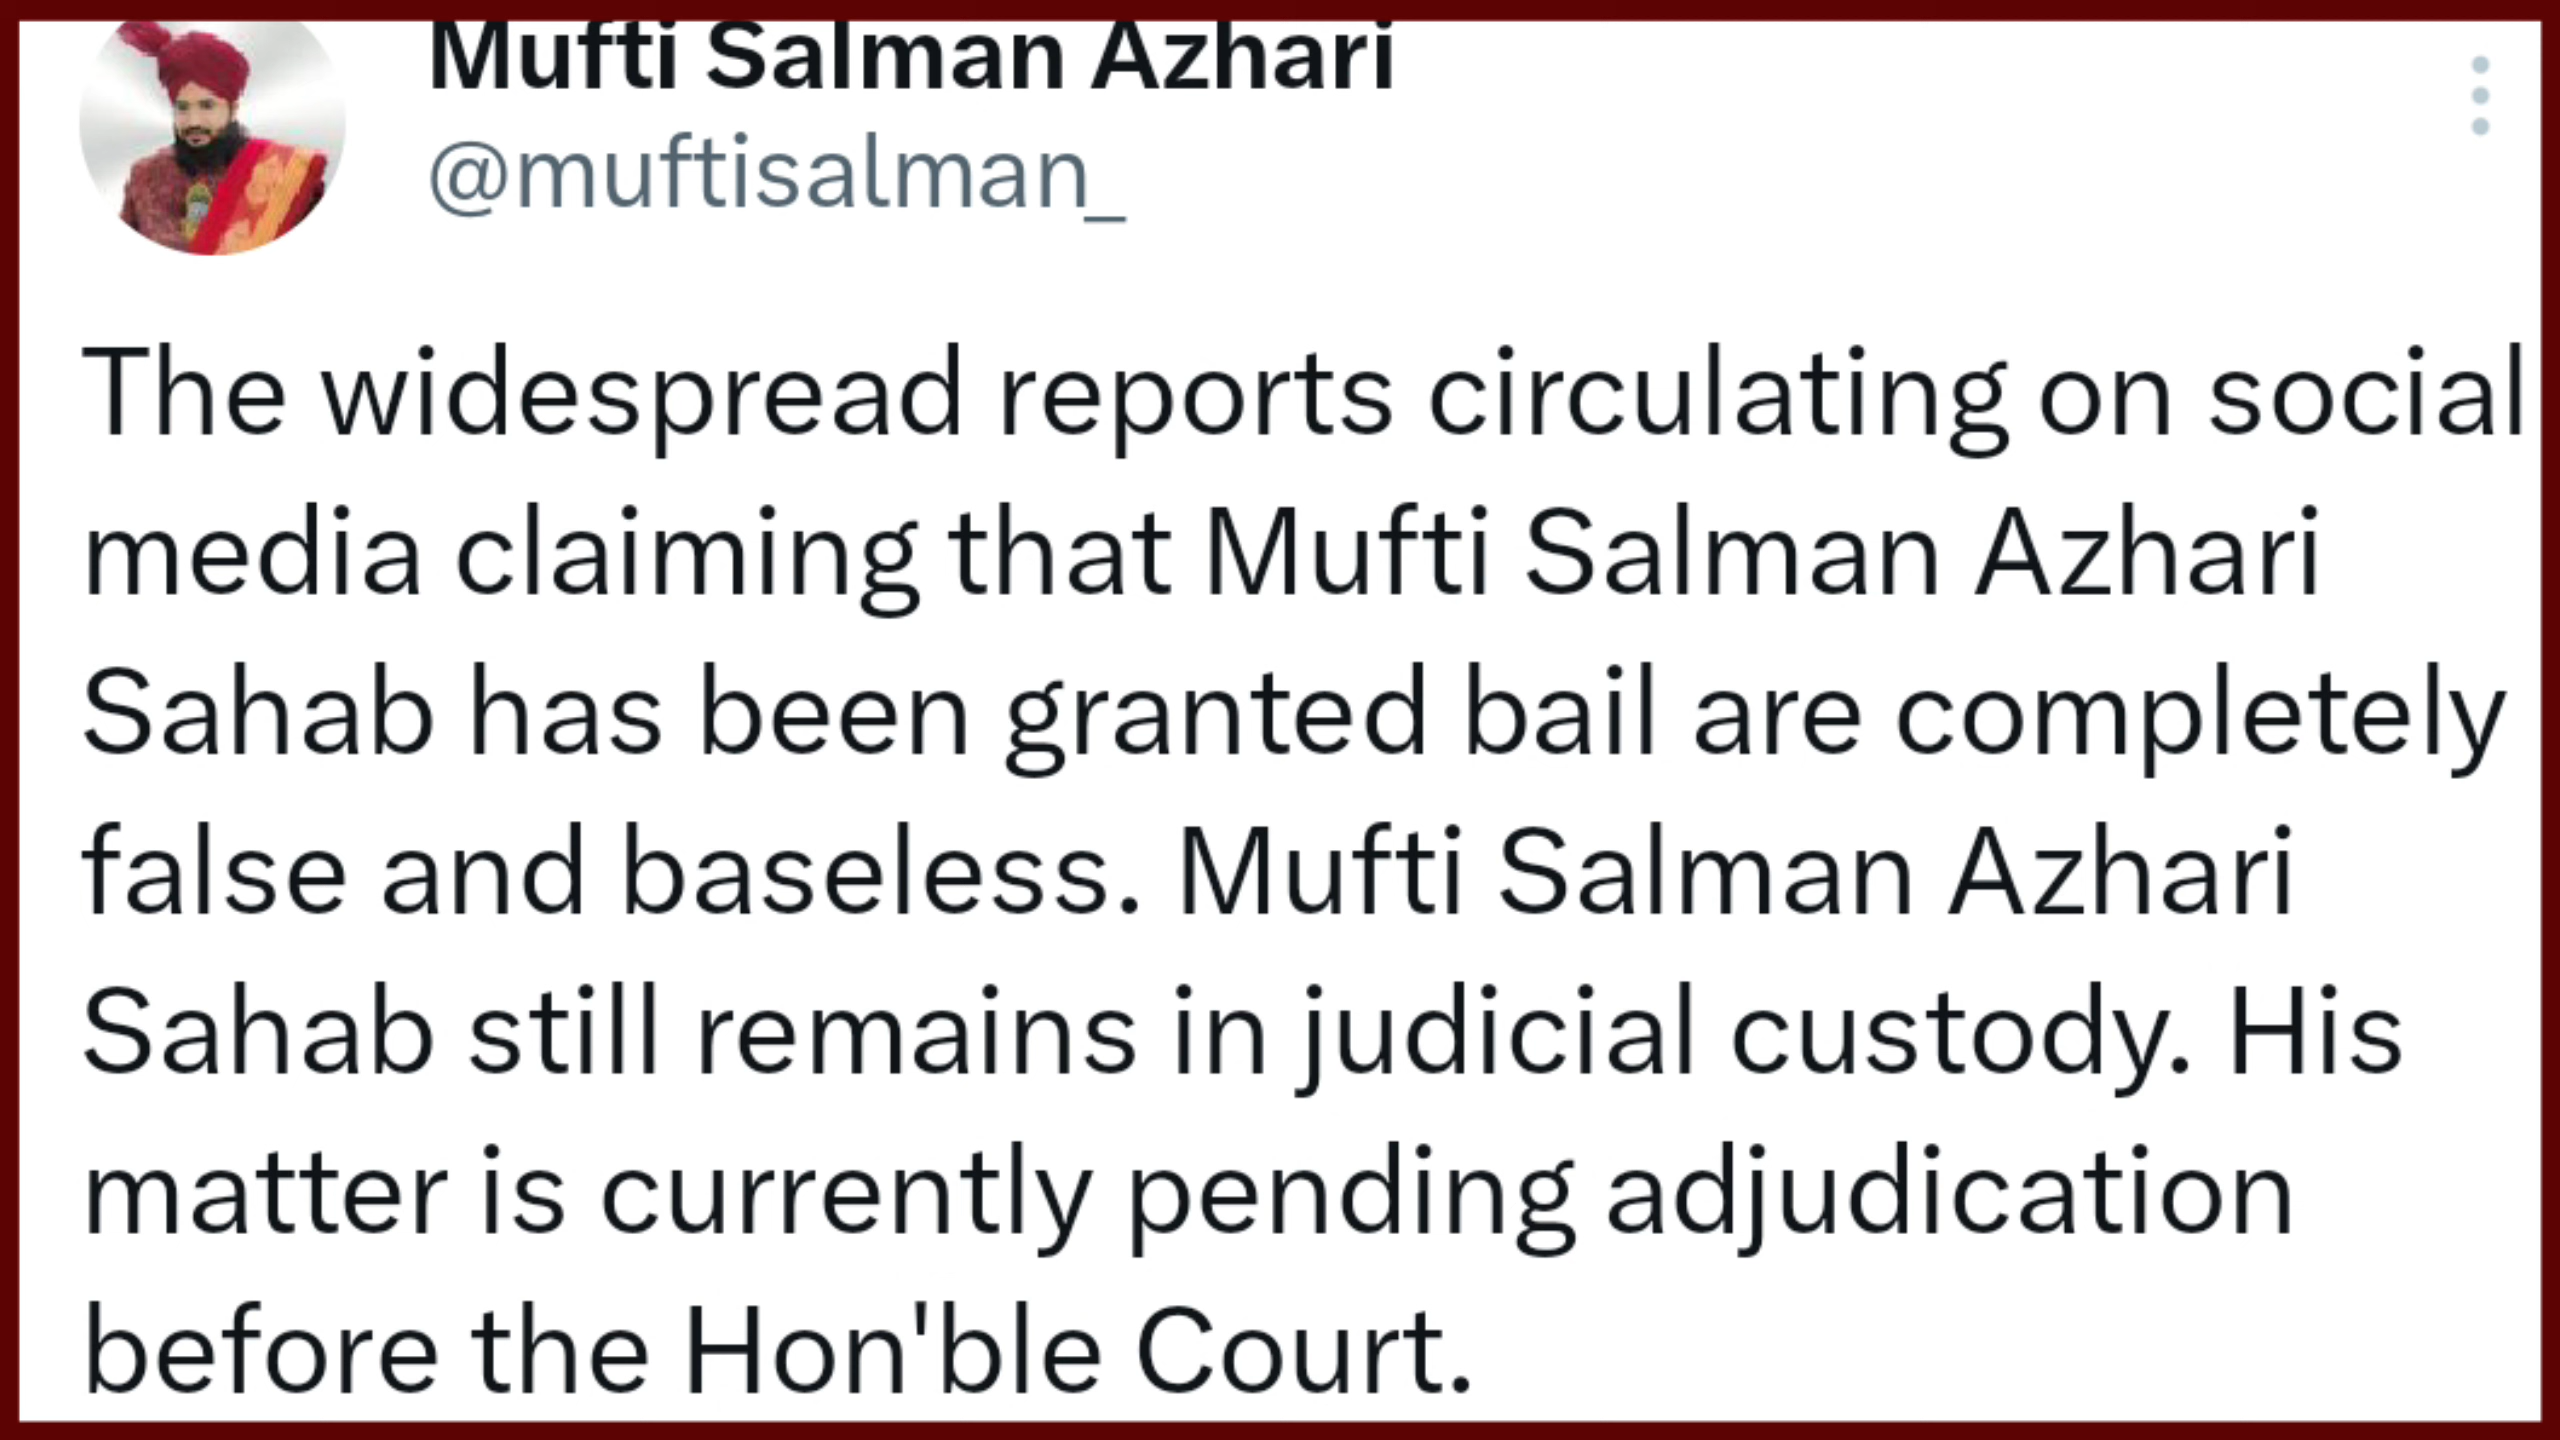 Mufti Salman Azhari
@muftisalman_
The widespread reports circulating on social
media claiming that Mufti Salman Azhari
Sahab has been granted bail are completely
false and baseless. Mufti Salman Azhari
Sahab still remains in judicial custody. His
matter is currently pending adjudication
before the Hon'ble Court.